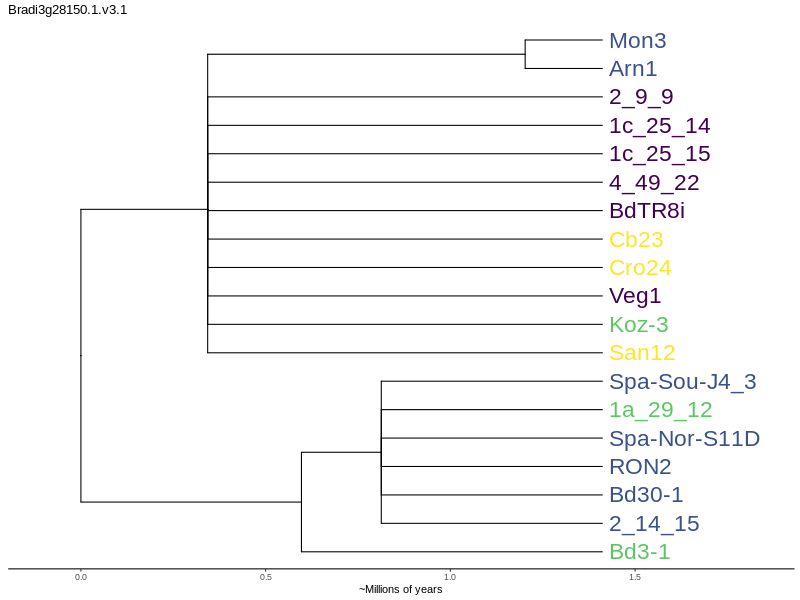 Bradi3g28150.1.v3.1
Mon3
Arn1
2_9_9
1c_25_14
1c_25_15
4_49_22
BdTR8i
Cb23
Cro24
Veg1
Koz-3
San12
Spa-Sou-J4_3
1a_29_12
Spa-Nor-S11D
RON2
Bd30-1
2_14_15
Bd3-1
0.0 0.5 1.0 1.5
~Millions of years